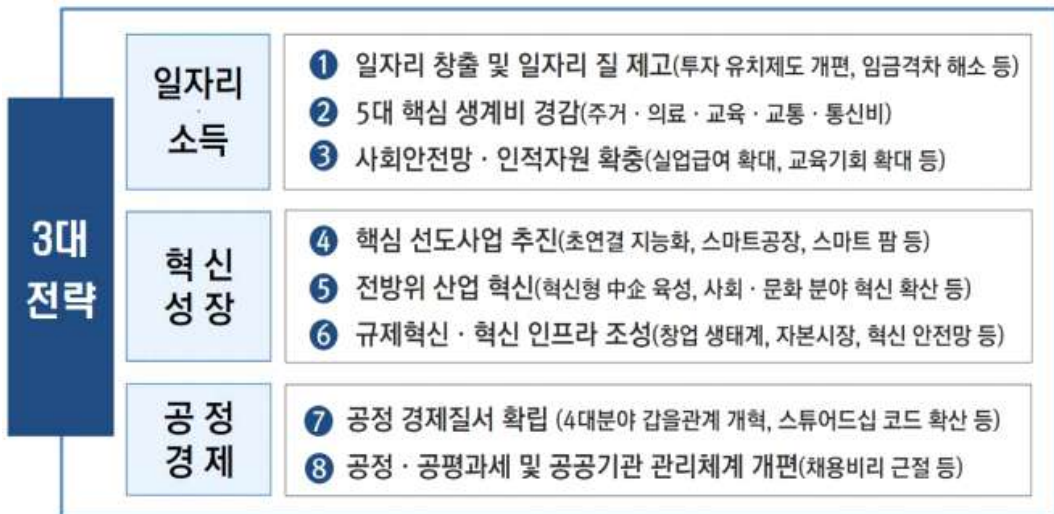 3대
전략
일자리
·
소득
❶ 일자리 창출 및 일자리 질 제고(투자 유치제도 개편, 임금격차 해소 등)
❷ 5대 핵심 생계비 경감(주거 · 의료 · 교육 · 교통 · 통신비)
❸ 사회안전망 · 인적자원 확충(실업급여 확대, 교육기회 확대 등)
혁 신
성 장
❹ 핵심 선도사업 추진(초연결 지능화, 스마트공장, 스마트 팜 등)
❺ 전방위 산업 혁신(혁신형 中企 육성, 사회 · 문화 분야 혁신 확산 등)
❻ 규제혁신 · 혁신 인프라 조성(창업 생태계, 자본시장, 혁신 안전망 등)
공 정
경 제
❼ 공정 경제질서 확립 (4대분야 갑을관계 개혁, 스튜어드십 코드 확산 등)
❽ 공정 · 공평과세 및 공공기관 관리체계 개편(채용비리 근절 등)